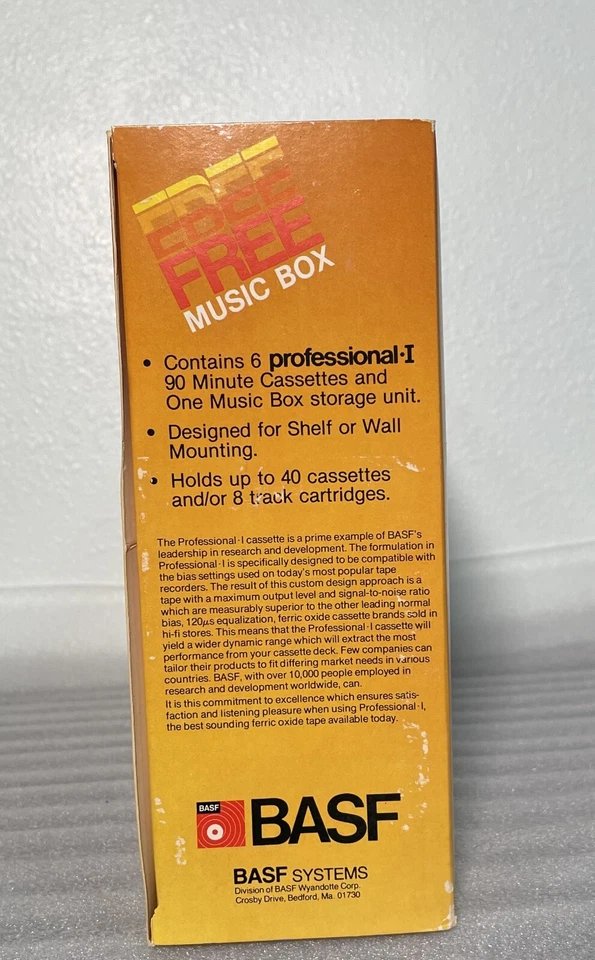 FREE
FREE
FREE
MUSIC BOX
• Contains 6 professional·I
90 Minute Cassettes and
One Music Box storage unit.
• Designed for Shelf or Wall
Mounting.
• Holds up to 40 cassettes
and/or 8 track cartridges.
The Professional·I cassette is a prime example of BASF's
leadership in research and development. The formulation in
Professional·I is specifically designed to be compatible with
the bias settings used on today's most popular tape
recorders. The result of this custom design approach is a
tape with a maximum output level and signal-to-noise ratio
which are measurably superior to the other leading normal
bias, 120µs equalization, ferric oxide cassette brands sold in
hi-fi stores. This means that the Professional·I cassette will
yield a wider dynamic range which will extract the most
performance from your cassette deck. Few companies can
tailor their products to fit differing market needs in various
countries. BASF, with over 10,000 people employed in
research and development worldwide, can.
It is this commitment to excellence which ensures satis-
faction and listening pleasure when using Professional·I,
the best sounding ferric oxide tape available today.
BASF
BASF
BASF SYSTEMS
Division of BASF Wyandotte Corp.
Crosby Drive, Bedford, Ma. 01730